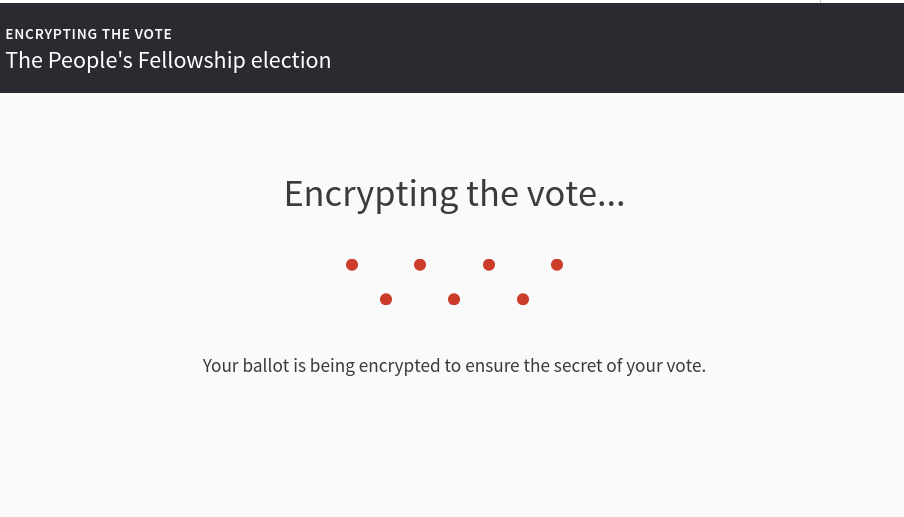 ENCRYPTING THE VOTE
The People's Fellowship election
Encrypting the vote...
Your ballot is being encrypted to ensure the secret of your vote.